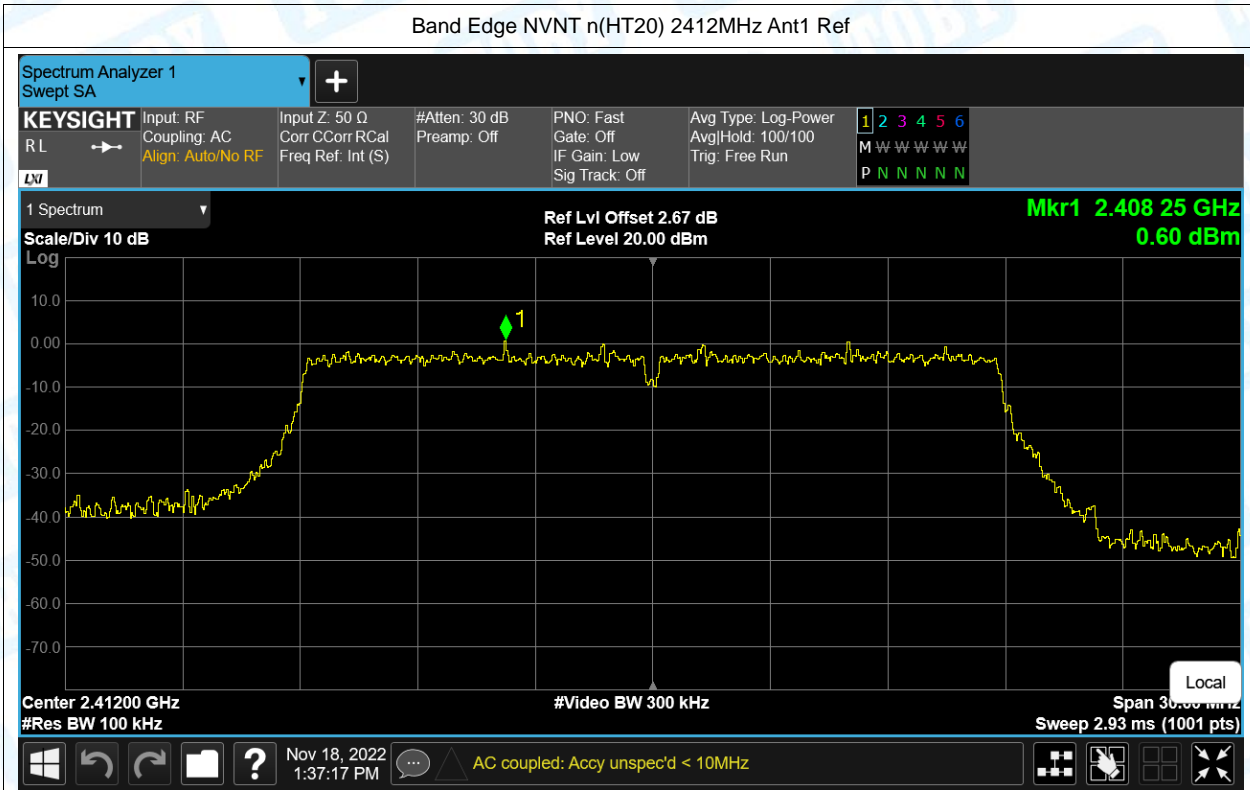 Band Edge NVNT n(HT20) 2412MHz Ant1 Ref
Spectrum Analyzer 1
Swept SA
KEYSIGHT
RL
LXI
Input: RF
Coupling: AC
Align: Auto/No RF
Input Z: 50 Ω
Corr CCorr RCal
Freq Ref: Int (S)
#Atten: 30 dB
Preamp: Off
PNO: Fast
Gate: Off
IF Gain: Low
Sig Track: Off
Avg Type: Log-Power
Avg|Hold: 100/100
Trig: Free Run
1 2 3 4 5 6
M W W W W W
P N N N N N
1 Spectrum
Scale/Div 10 dB
Ref Lvl Offset 2.67 dB
Ref Level 20.00 dBm
Mkr1 2.408 25 GHz
0.60 dBm
Log
10.0
0.00
-10.0
-20.0
-30.0
-40.0
-50.0
-60.0
-70.0
1
Local
Center 2.41200 GHz
#Res BW 100 kHz
#Video BW 300 kHz
Span 30.00 MHz
Sweep 2.93 ms (1001 pts)
?
Nov 18, 2022
1:37:17 PM
AC coupled: Accy unspec'd < 10MHz